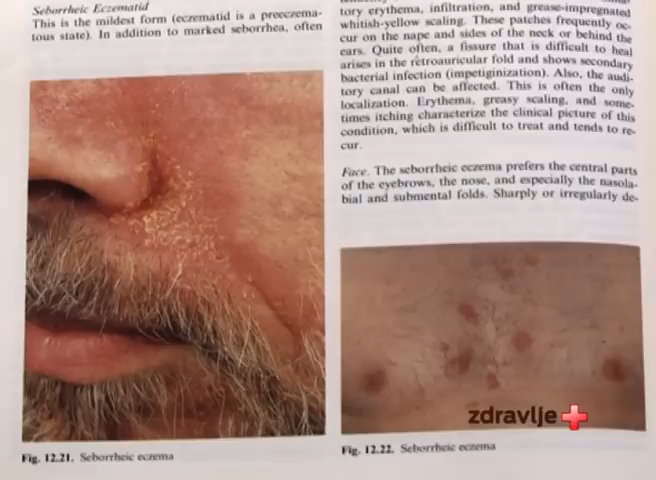 Seborrheic Eczematid
This is the mildest form (eczematid is a preeczema-
tous state). In addition to marked seborrhea, often
Fig. 12.21. Seborrheic eczema
tory erythema, infiltration, and grease-impregnated
whitish-yellow scaling. These patches frequently oc-
cur on the nape and sides of the neck or behind the
ears. Quite often, a fissure that is difficult to heal
arises in the retroauricular fold and shows secondary
bacterial infection (impetiginization). Also, the audi-
tory canal can be affected. This is often the only
localization. Erythema, greasy scaling, and some-
times itching characterize the clinical picture of this
condition, which is difficult to treat and tends to re-
cur.
Face. The seborrheic eczema prefers the central parts
of the eyebrows, the nose, and especially the nasola-
bial and submental folds. Sharply or irregularly de-
zdravlje
Fig. 12.22. Seborrheic eczema